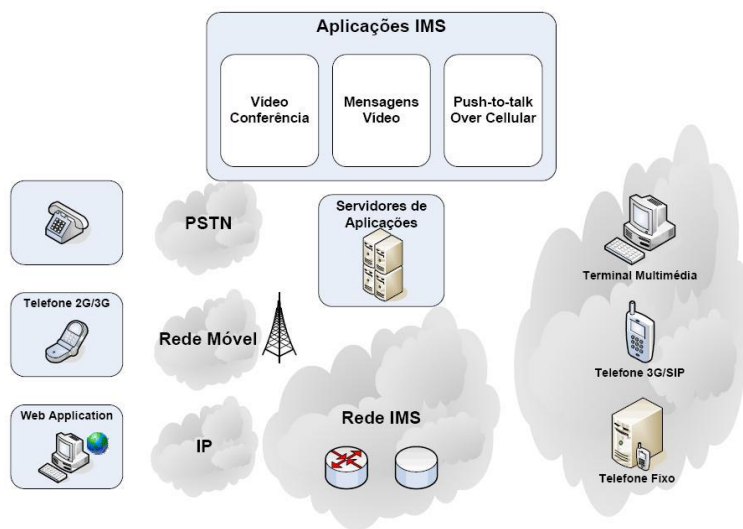 Aplicações IMS
Vídeo
Conferência
Mensagens
Vídeo
Push-to-talk
Over Cellular
PSTN
Servidores de
Aplicações
Terminal Multimédia
Telefone 2G/3G
Rede Móvel
Telefone 3G/SIP
Web Application
IP
Rede IMS
Telefone Fixo